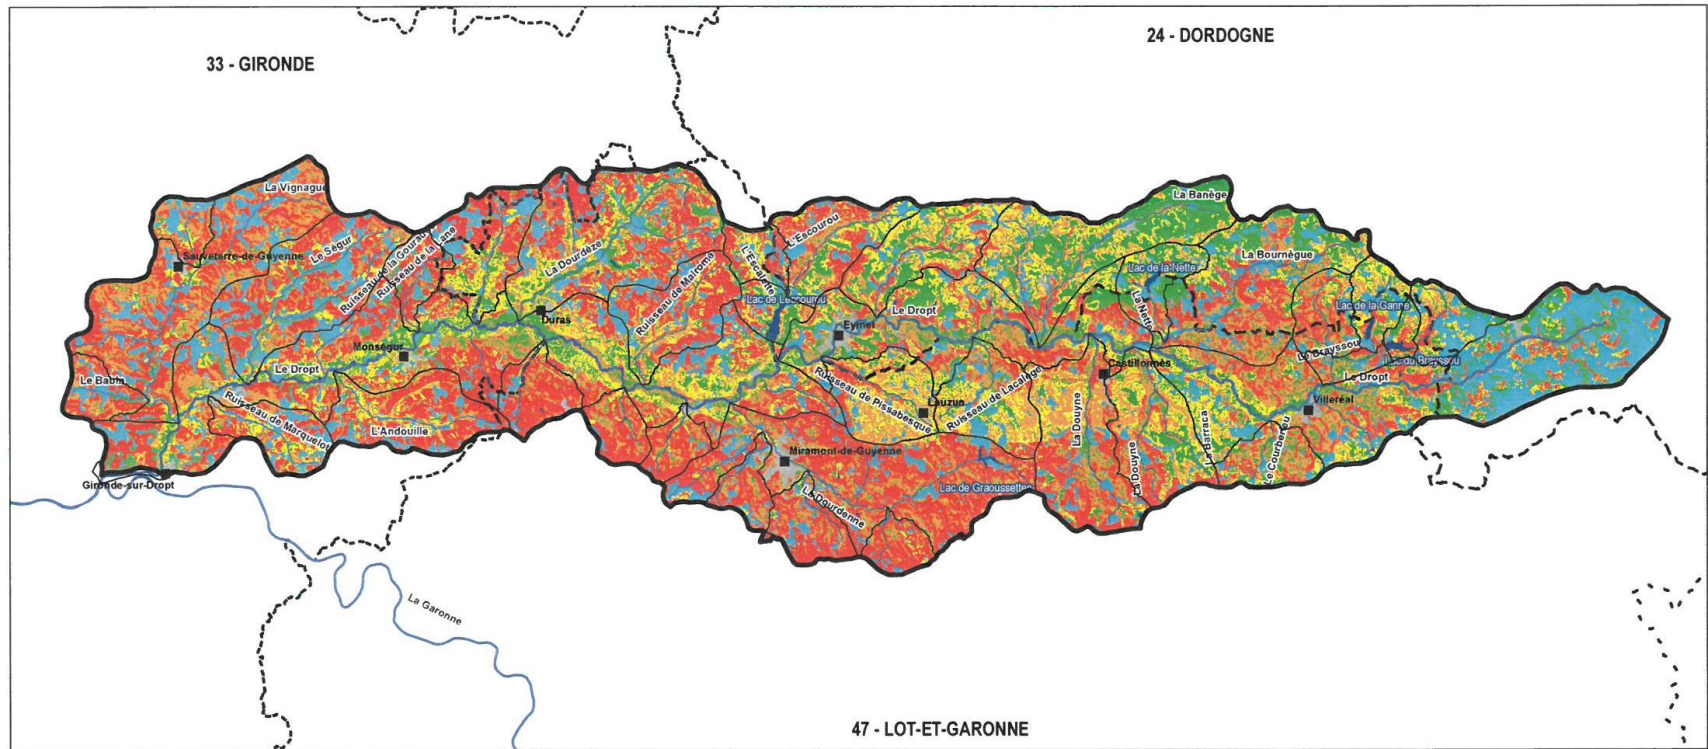 24 - DORDOGNE
33 - GIRONDE
La Vignague
La Banège
L'Escourou
Le Ségur
Ruisseau de la Gourau
Ruisseau de la Lane
La Dourdèze
Ruisseau de Malromé
L'Escalante
Sauveterre-de-Guyenne
La Bournègue
Lac de la Nette
La Nette
Lac de Lescourou
Lac de la Ganne
Le Dropt
Duras
Eymet
Monségur
Le Brayssou
Lac du Brayssou
Le Dropt
Castillonnès
Le Dropt
Le Babin
Ruisseau de Pissabesque
Ruisseau de Lacalège
Lauzun
Villeréal
Ruisseau de Marquelot
L'Andouille
La Douyne
La Barraca
Miramont-de-Guyenne
Le Courberieu
La Douyne
Gironde-sur-Dropt
Lac de Graoussettes
La Dourdenne
La Garonne
47 - LOT-ET-GARONNE